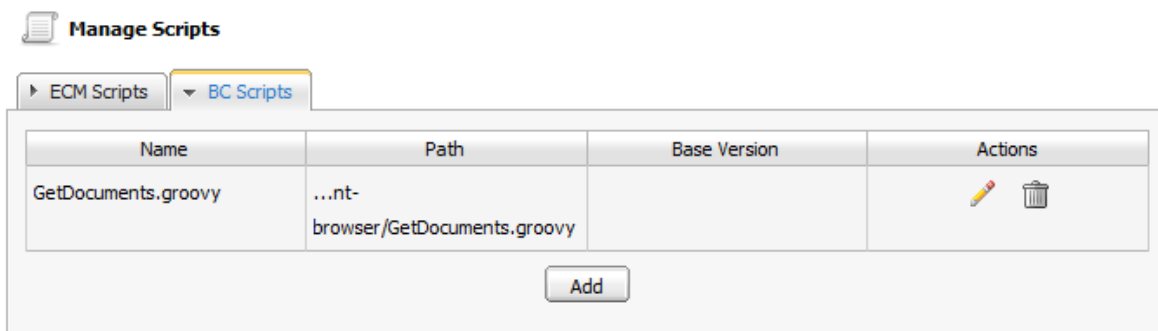 Manage Scripts
ECM Scripts BC Scripts
Name Path Base Version Actions
GetDocuments.groovy ...nt-
browser/GetDocuments.groovy
Add